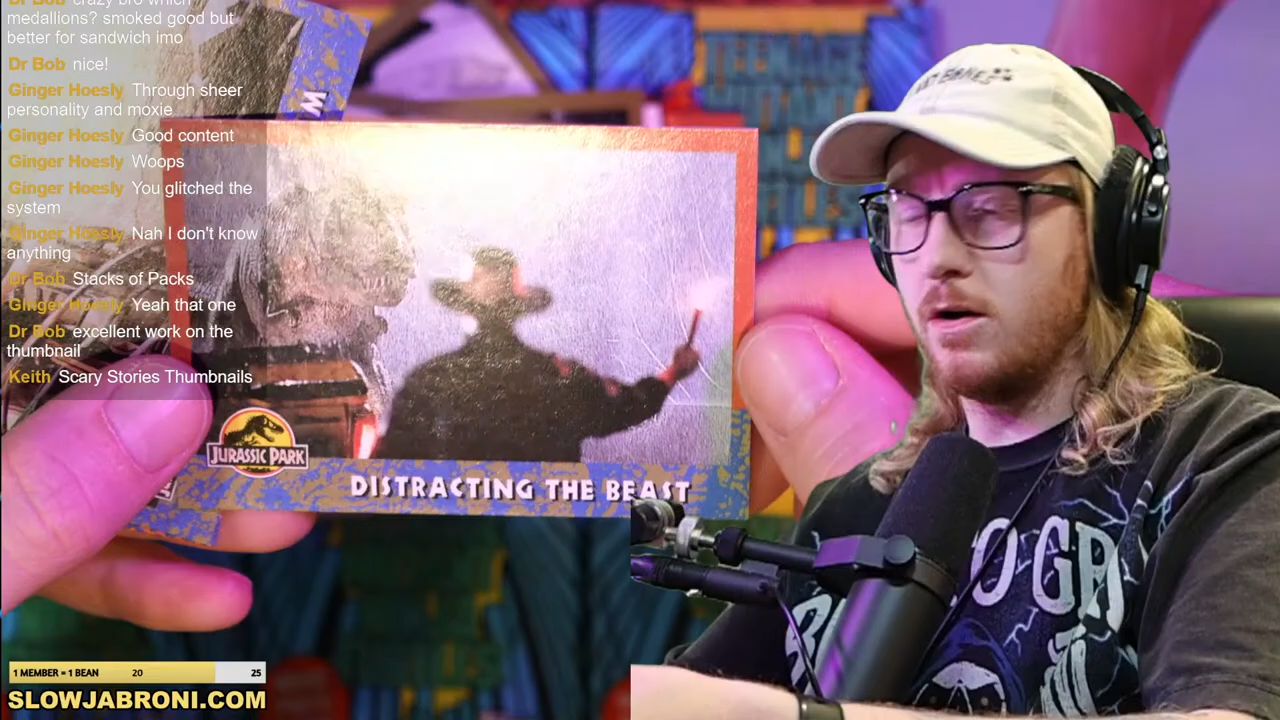 Dr Bob crazy bro which
medallions? smoked good but
better for sandwich imo
Dr Bob nice!
Ginger Hoesly Through sheer
personality and moxie
Ginger Hoesly Good content
Ginger Hoesly Woops
Ginger Hoesly You glitched the
system
Ginger Hoesly Nah I don't know
anything
Dr Bob Stacks of Packs
Ginger Hoesly Yeah that one
Dr Bob excellent work on the
thumbnail
Keith Scary Stories Thumbnails
JURASSIC PARK
DISTRACTING THE BEAST
1 MEMBER = 1 BEAN 20 25
SLOWJABRONI.COM